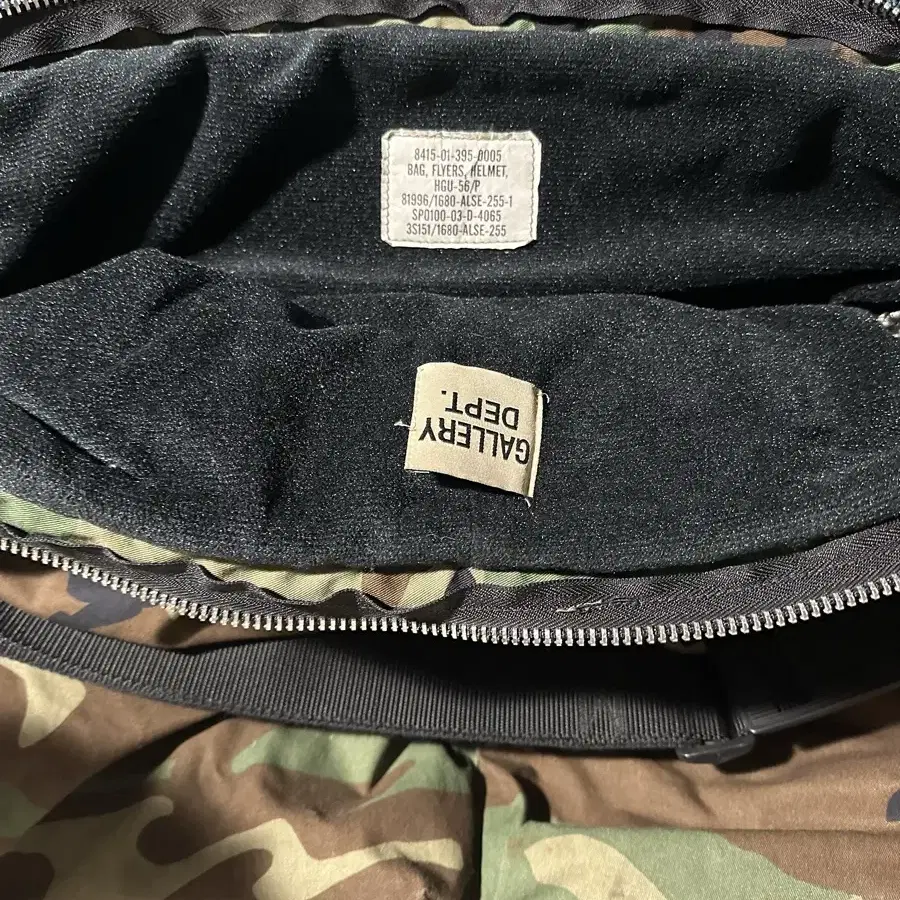 8415-01-395-0005
BAG, FLYERS, HELMET,
HGU-56/P
81996/1680-ALSE-255-1
SPO100-03-D-4065
3S151/1680-ALSE-255
GALLERY
DEPT.